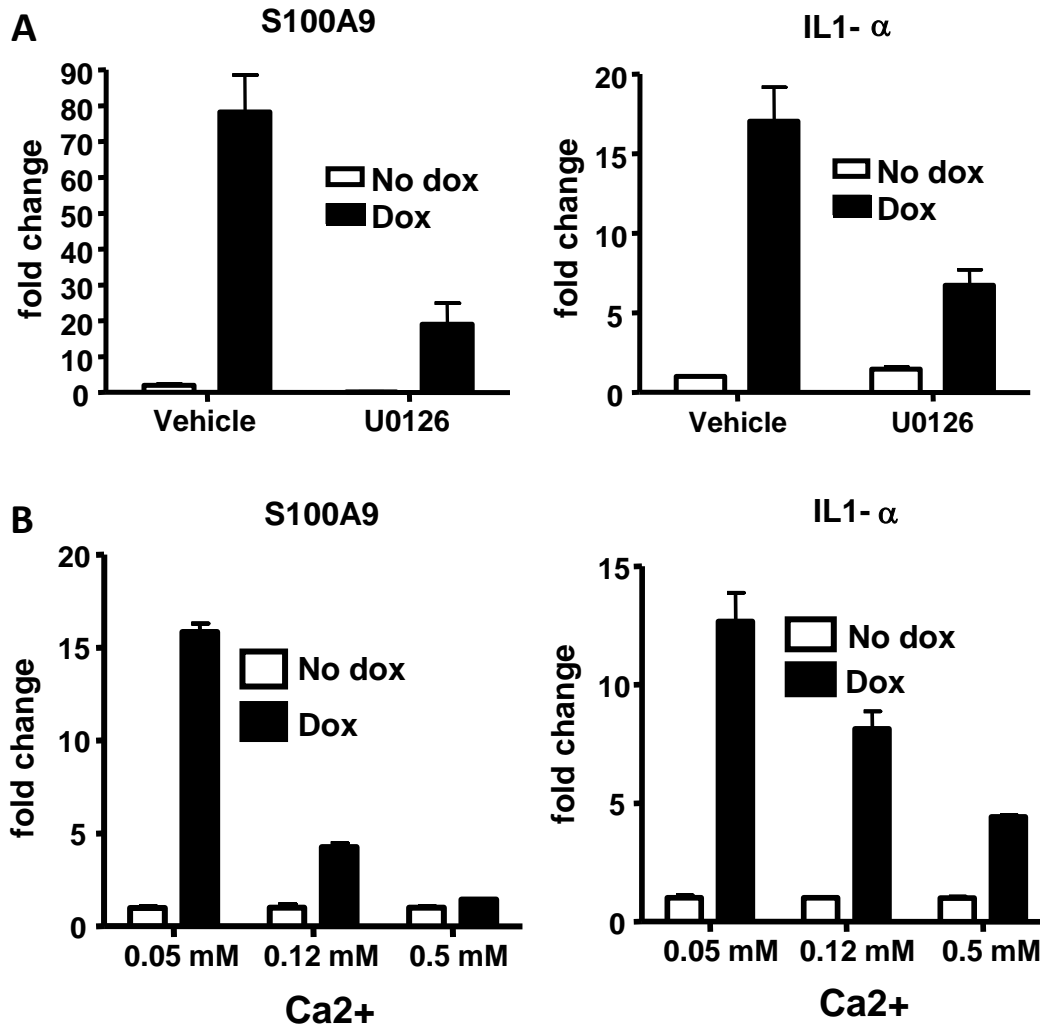 A
S100A9
90
80
70
60
50
40
30
20
10
0
fold change
No dox
Dox
Vehicle U0126
IL1- α
20
15
10
5
0
fold change
No dox
Dox
Vehicle U0126
B
S100A9
20
15
10
5
0
fold change
No dox
Dox
0.05 mM 0.12 mM 0.5 mM
Ca2+
IL1- α
15
10
5
0
fold change
No dox
Dox
0.05 mM 0.12 mM 0.5 mM
Ca2+